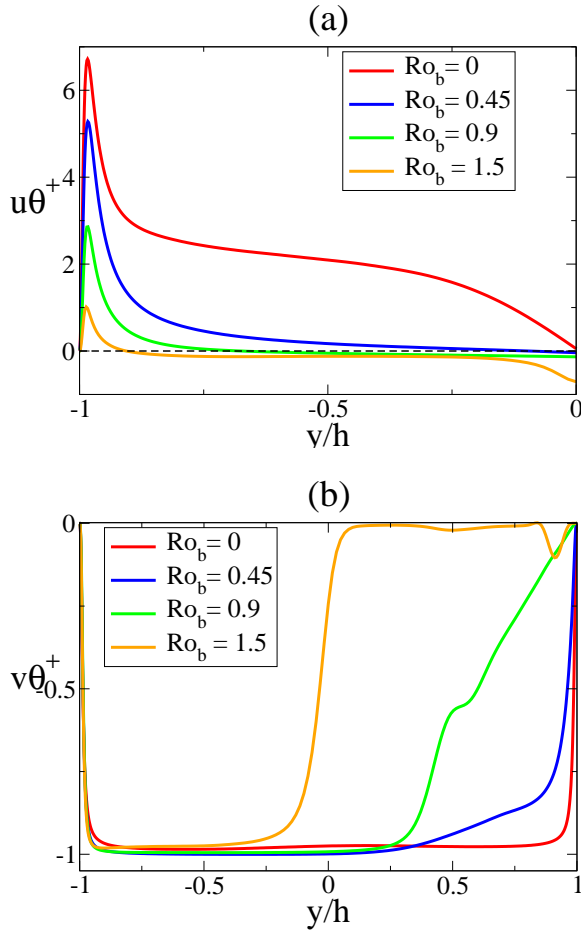 (a)
6
4
2
0
uθ+
Ro_b = 0
Ro_b = 0.45
Ro_b = 0.9
Ro_b = 1.5
-1
-0.5
0
y/h
(b)
0
-0.5
-1
vθ+
Ro_b = 0
Ro_b = 0.45
Ro_b = 0.9
Ro_b = 1.5
-1
-0.5
0
0.5
1
y/h